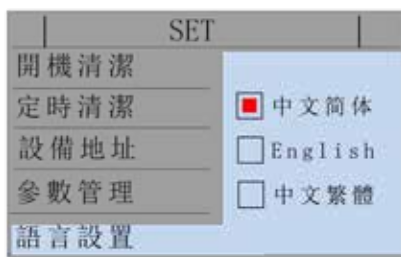 SET
開機清潔
定時清潔
中文简体
設備地址
English
參數管理
中文繁體
語言設置